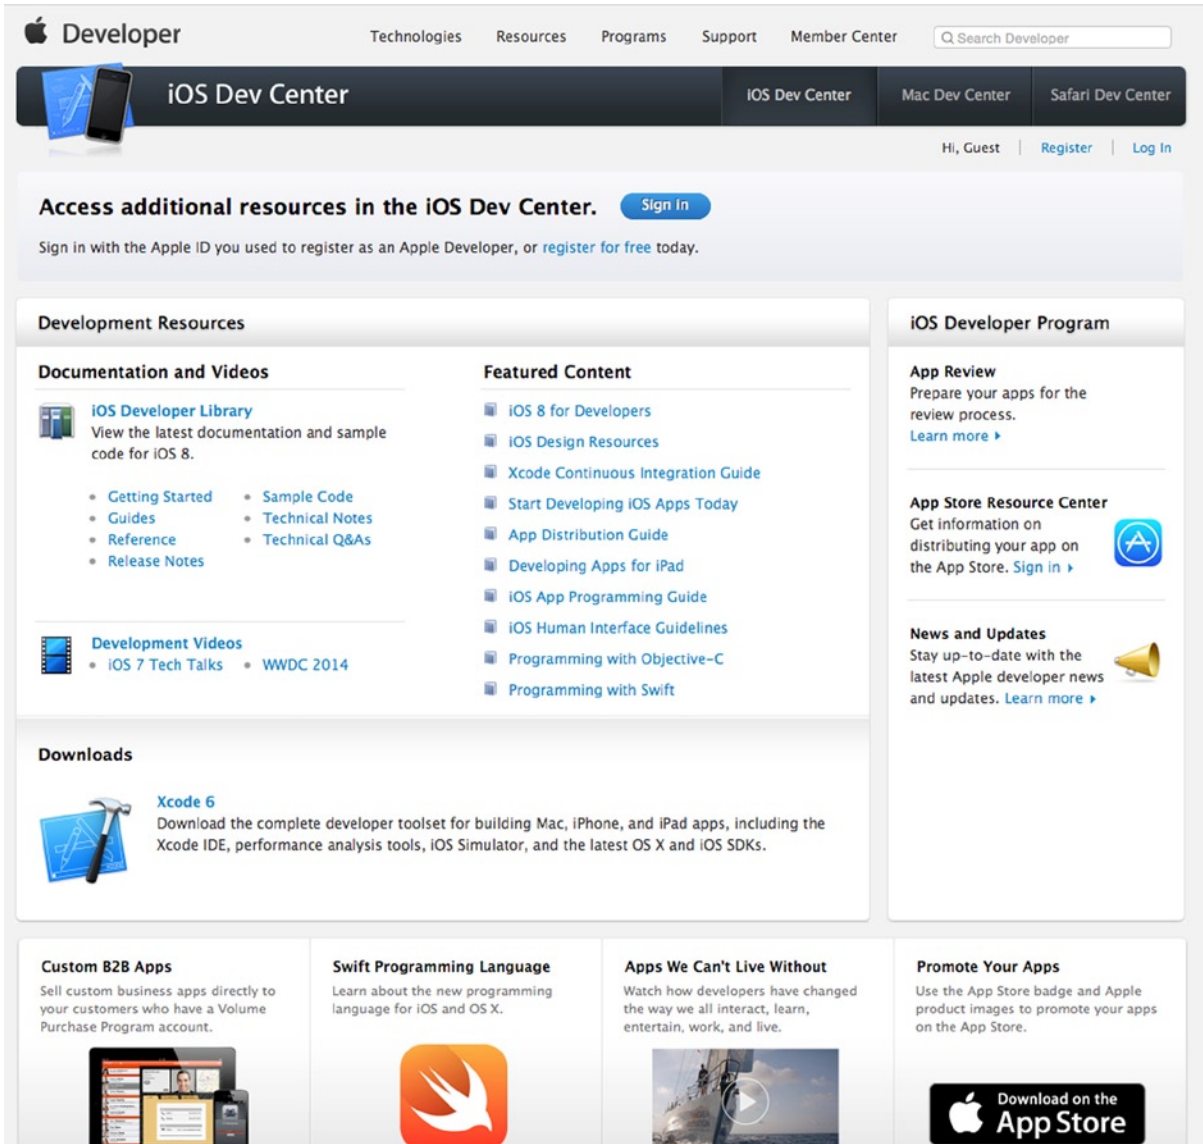 Developer
Technologies
Resources
Programs
Support
Member Center
Search Developer
iOS Dev Center
iOS Dev Center
Mac Dev Center
Safari Dev Center
Hi, Guest
Register
Log In
Access additional resources in the iOS Dev Center.
Sign in
Sign in with the Apple ID you used to register as an Apple Developer, or register for free today.
Development Resources
Documentation and Videos
iOS Developer Library
View the latest documentation and sample
code for iOS 8.
Getting Started
Guides
Reference
Release Notes
Sample Code
Technical Notes
Technical Q&As
Development Videos
iOS 7 Tech Talks
WWDC 2014
Featured Content
iOS 8 for Developers
iOS Design Resources
Xcode Continuous Integration Guide
Start Developing iOS Apps Today
App Distribution Guide
Developing Apps for iPad
iOS App Programming Guide
iOS Human Interface Guidelines
Programming with Objective-C
Programming with Swift
Downloads
Xcode 6
Download the complete developer toolset for building Mac, iPhone, and iPad apps, including the
Xcode IDE, performance analysis tools, iOS Simulator, and the latest OS X and iOS SDKs.
iOS Developer Program
App Review
Prepare your apps for the
review process.
Learn more
App Store Resource Center
Get information on
distributing your app on
the App Store. Sign in
News and Updates
Stay up-to-date with the
latest Apple developer news
and updates. Learn more
Custom B2B Apps
Sell custom business apps directly to
your customers who have a Volume
Purchase Program account.
Swift Programming Language
Learn about the new programming
language for iOS and OS X.
Apps We Can't Live Without
Watch how developers have changed
the way we all interact, learn,
entertain, work, and live.
Promote Your Apps
Use the App Store badge and Apple
product images to promote your apps
on the App Store.
Download on the
App Store